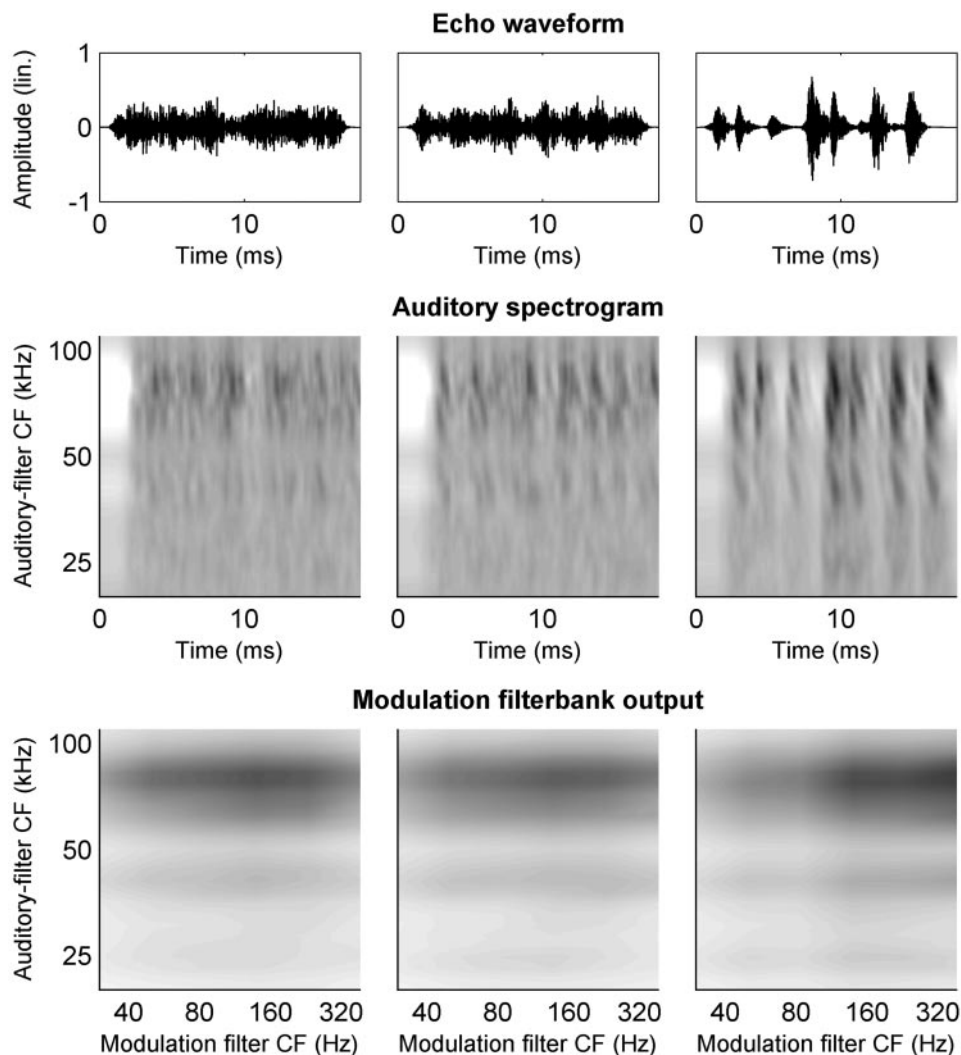 Echo waveform
Amplitude (lin.)
1
0
-1
0 10
Time (ms)
0 10
Time (ms)
0 10
Time (ms)
Auditory spectrogram
Auditory-filter CF (kHz)
100
50
25
0 10
Time (ms)
0 10
Time (ms)
0 10
Time (ms)
Modulation filterbank output
Auditory-filter CF (kHz)
100
50
25
40 80 160 320
Modulation filter CF (Hz)
40 80 160 320
Modulation filter CF (Hz)
40 80 160 320
Modulation filter CF (Hz)